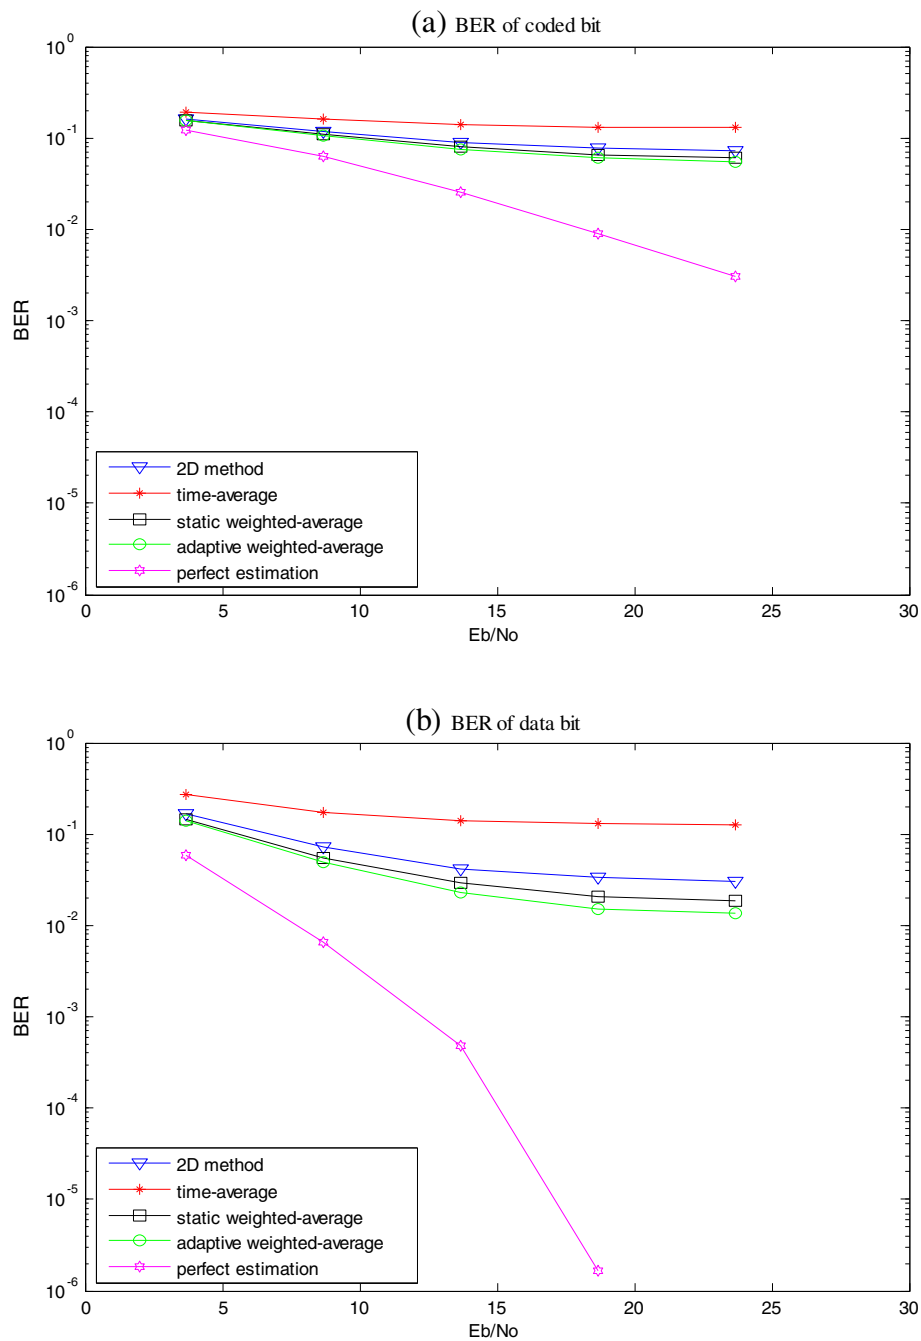 (a) BER of coded bit
10^0
10^-1
10^-2
10^-3
10^-4
10^-5
10^-6
BER
2D method
time-average
static weighted-average
adaptive weighted-average
perfect estimation
0 5 10 15 20 25 30
Eb/No
(b) BER of data bit
10^0
10^-1
10^-2
10^-3
10^-4
10^-5
10^-6
BER
2D method
time-average
static weighted-average
adaptive weighted-average
perfect estimation
0 5 10 15 20 25 30
Eb/No